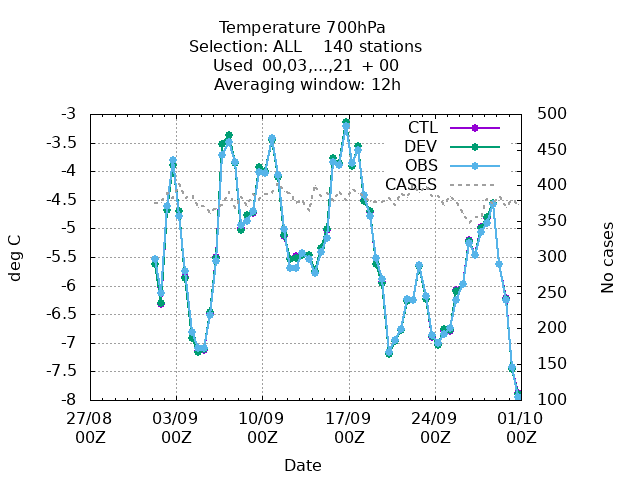 Temperature 700hPa
Selection: ALL    140 stations
Used  00,03,...,21  + 00
Averaging window: 12h
-3
-3.5
-4
-4.5
-5
-5.5
-6
-6.5
-7
-7.5
-8
deg C
500
450
400
350
300
250
200
150
100
No cases
CTL
DEV
OBS
CASES
27/08 03/09 10/09 17/09 24/09 01/10
00Z 00Z 00Z 00Z 00Z 00Z
Date